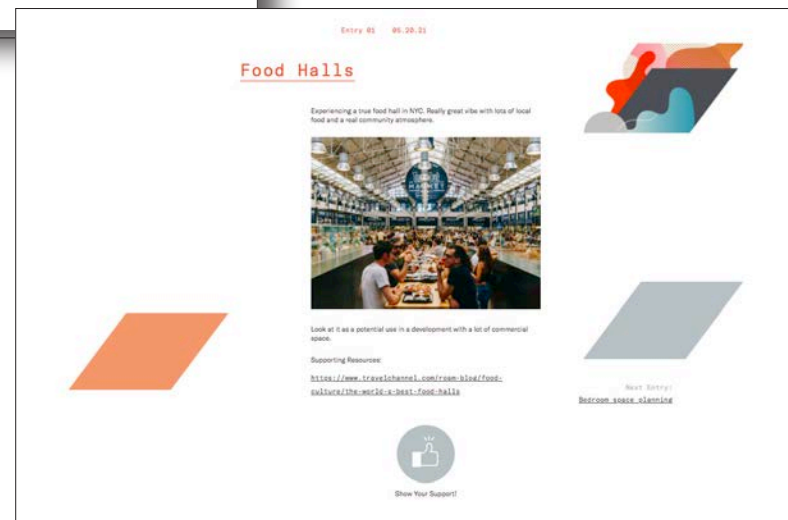 Entry 01 05.20.21
Food Halls
Experiencing a true food hall in NYC. Really great vibe with lots of local
food and a real community atmosphere.
MARKET
Look at it as a potential use in a development with a lot of commercial
space.
Supporting Resources:
https://www.travelchannel.com/roam-blog/food-
culture/the-world-s-best-food-halls
Next Entry:
Bedroom space planning
Show Your Support!